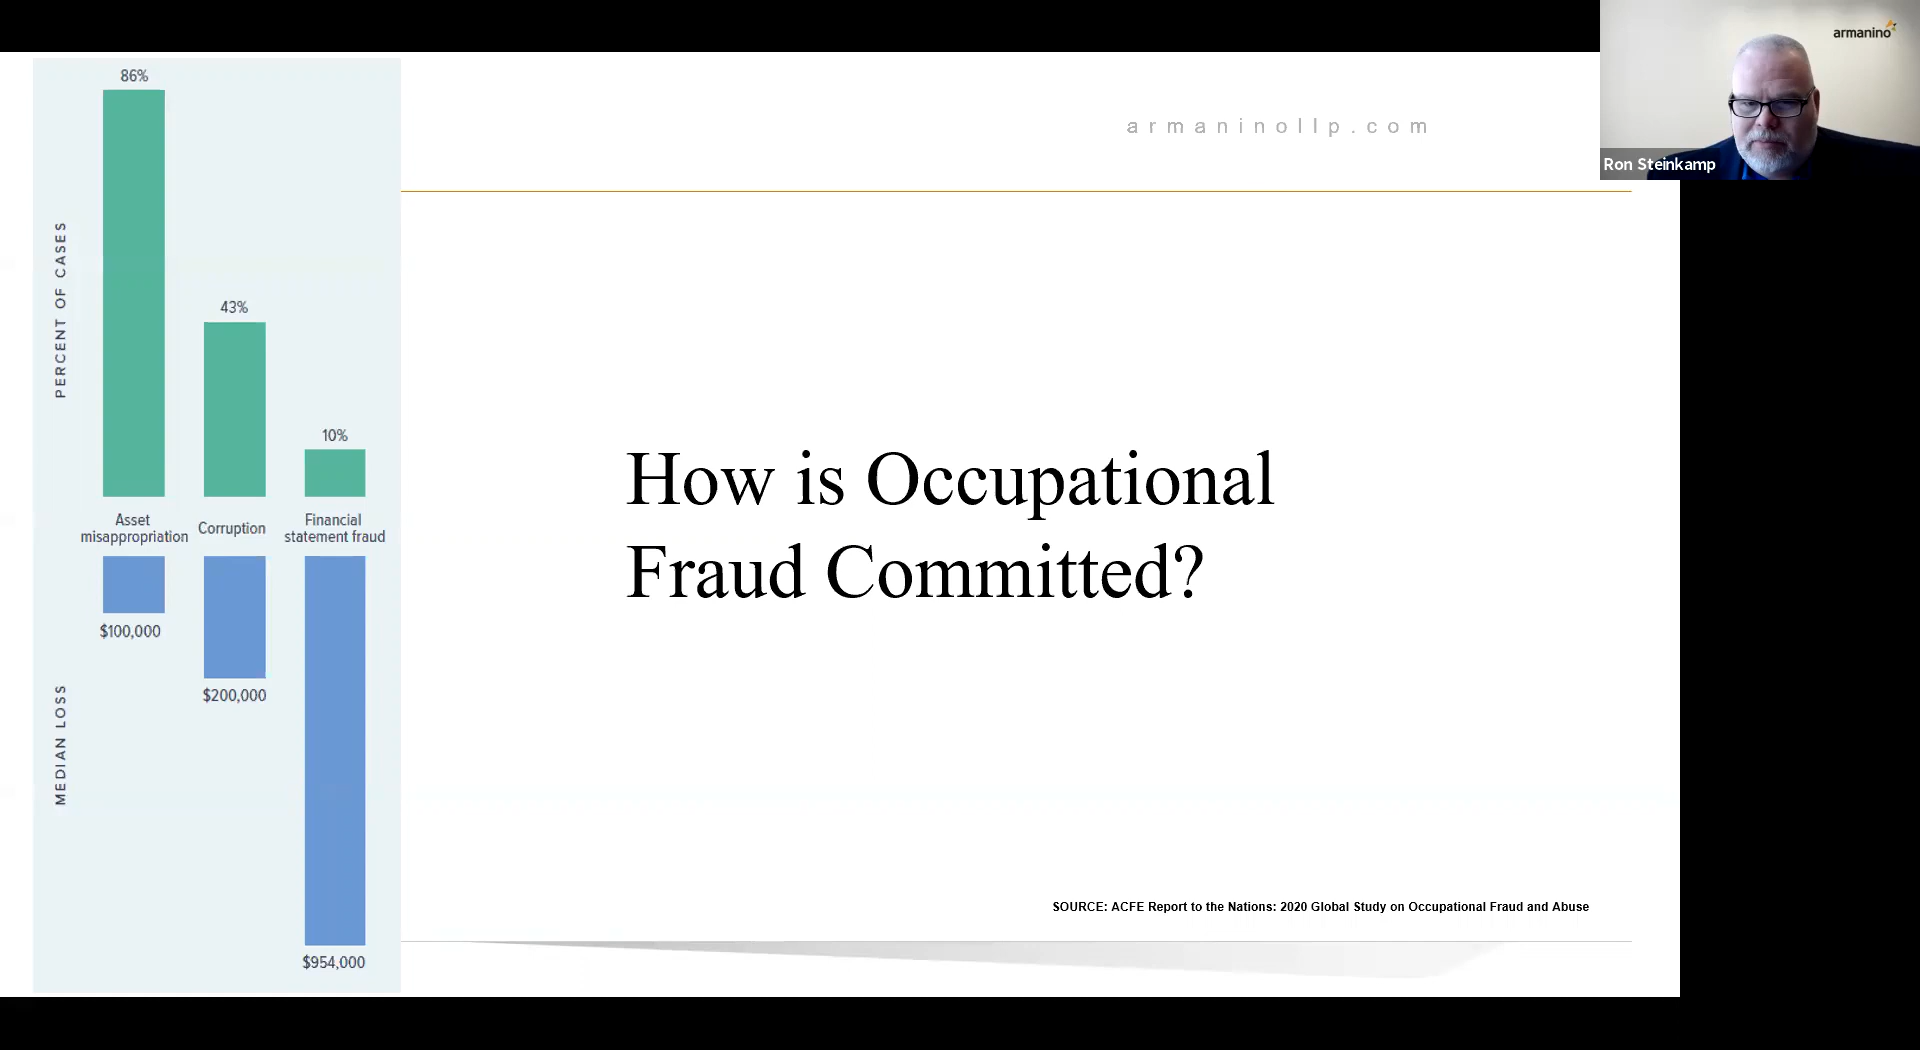 armanino
Ron Steinkamp
armaninollp.com
How is Occupational
Fraud Committed?
SOURCE: ACFE Report to the Nations: 2020 Global Study on Occupational Fraud and Abuse
PERCENT OF CASES
86%
43%
10%
Asset
misappropriation
Corruption
Financial
statement fraud
MEDIAN LOSS
$100,000
$200,000
$954,000